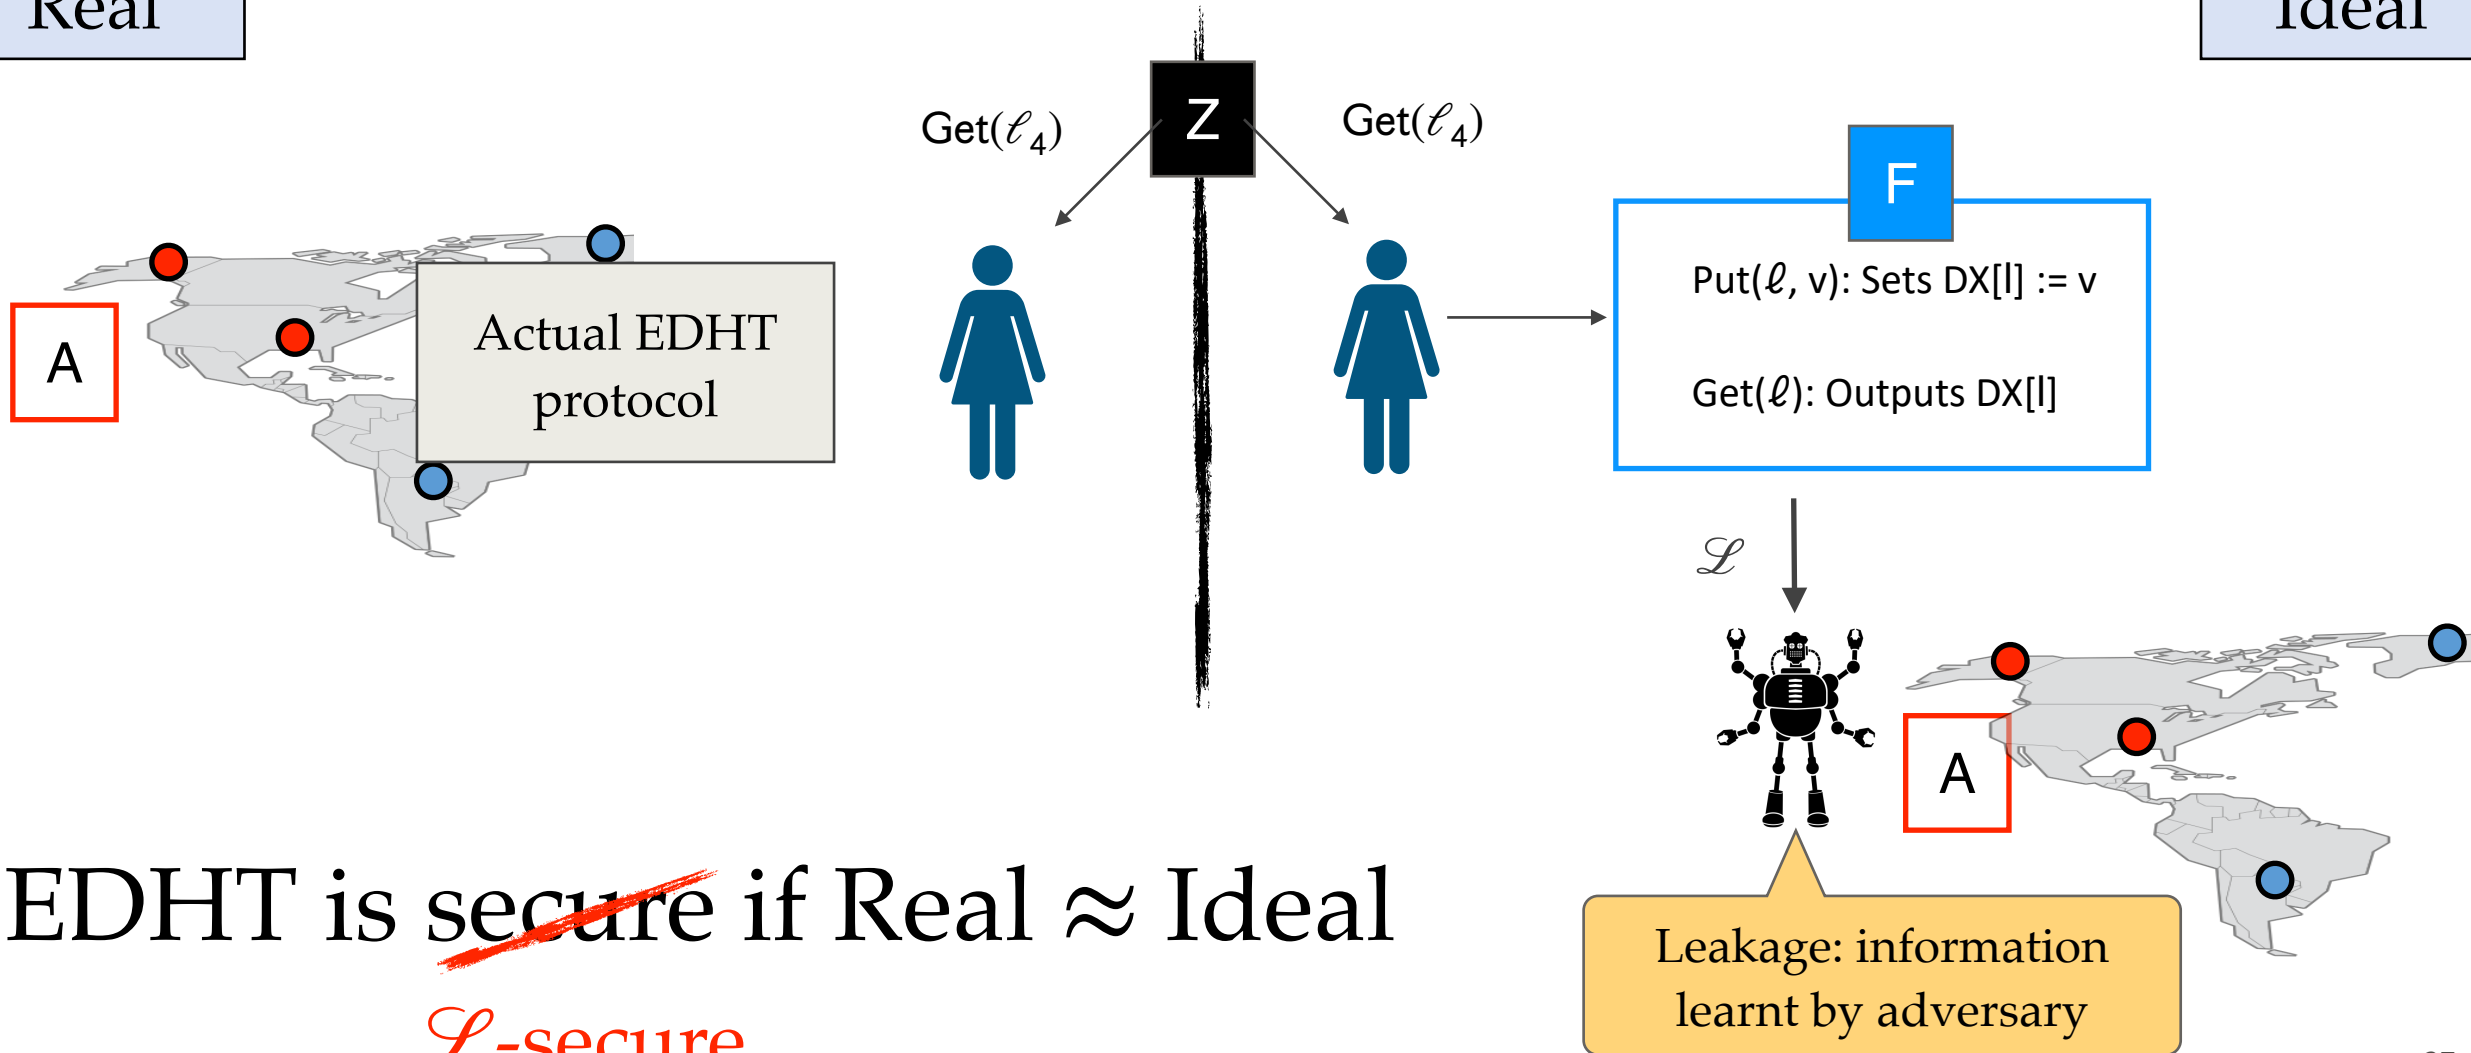 Real
Ideal
Z
Get(ℓ₄)
Get(ℓ₄)
F
Put(ℓ, v): Sets DX[l] := v
Get(ℓ): Outputs DX[l]
A
Actual EDHT
protocol
ℒ
A
EDHT is secure if Real ≈ Ideal
ℒ-secure
Leakage: information
learnt by adversary